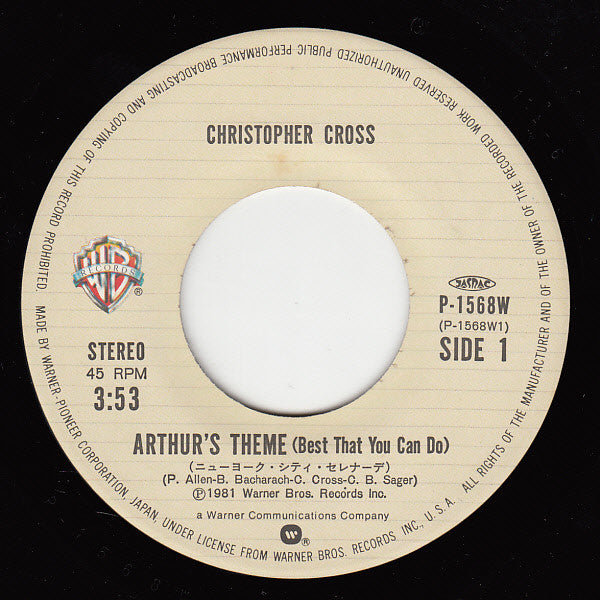 ALL RIGHTS OF THE MANUFACTURER AND OF THE OWNER OF THE RECORDED WORK RESERVED UNAUTHORIZED PUBLIC PERFORMANCE BROADCASTING AND COPYING OF THIS RECORD PROHIBITED
CHRISTOPHER CROSS
WB
RECORDS
®
JASRAC
P-1568W
(P-1568W1)
SIDE 1
STEREO
45 RPM
3:53
ARTHUR'S THEME (Best That You Can Do)
(ニューヨーク・シティ・セレナーデ)
(P. Allen-B. Bacharach-C. Cross-C. B. Sager)
Ⓟ1981 Warner Bros. Records Inc.
a Warner Communications Company
W®
MADE BY WARNER-PIONEER CORPORATION, JAPAN, UNDER LICENSE FROM WARNER BROS. RECORDS INC., U.S.A.